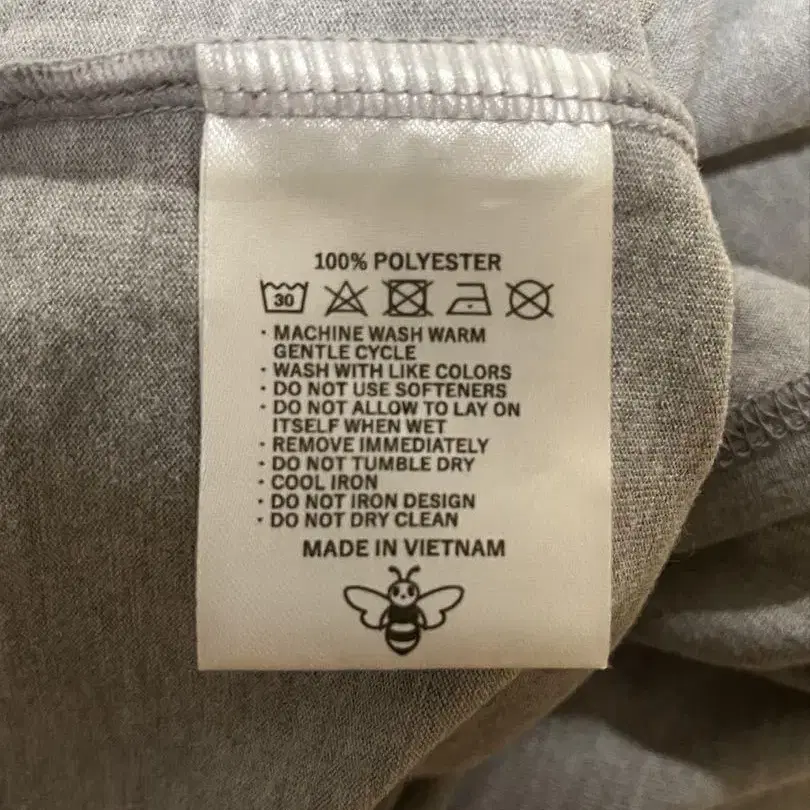 100% POLYESTER
30
· MACHINE WASH WARM
GENTLE CYCLE
· WASH WITH LIKE COLORS
· DO NOT USE SOFTENERS
· DO NOT ALLOW TO LAY ON
ITSELF WHEN WET
· REMOVE IMMEDIATELY
· DO NOT TUMBLE DRY
· COOL IRON
· DO NOT IRON DESIGN
· DO NOT DRY CLEAN
MADE IN VIETNAM